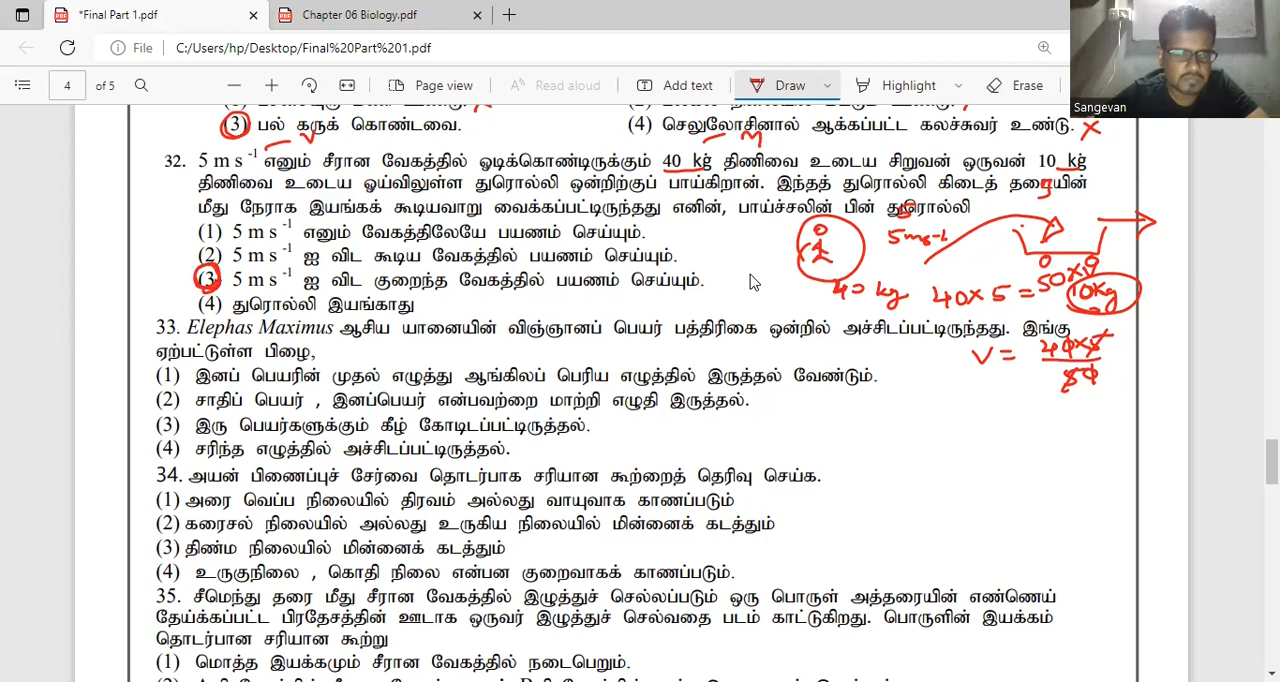 *Final Part 1.pdf
Chapter 06 Biology.pdf
File C:/Users/hp/Desktop/Final%20Part%201.pdf
4 of 5 Page view Read aloud Add text Draw Highlight Erase
Sangevan
(3) பல் கருக் கொண்டவை. (4) செலுலோசினால் ஆக்கப்பட்ட கலச்சுவர் உண்டு.
32. 5 m s⁻¹ எனும் சீரான வேகத்தில் ஓடிக்கொண்டிருக்கும் 40 kg திணிவை உடைய சிறுவன் ஒருவன் 10 kg
திணிவை உடைய ஓய்விலுள்ள துரொல்லி ஒன்றிற்குப் பாய்கிறான். இந்தத் துரொல்லி கிடைத் தரையின்
மீது நேராக இயங்கக் கூடியவாறு வைக்கப்பட்டிருந்தது எனின், பாய்ச்சலின் பின் துரொல்லி
(1) 5 m s⁻¹ எனும் வேகத்திலேயே பயணம் செய்யும்.
(2) 5 m s⁻¹ ஐ விட கூடிய வேகத்தில் பயணம் செய்யும்.
(3) 5 m s⁻¹ ஐ விட குறைந்த வேகத்தில் பயணம் செய்யும்.
(4) துரொல்லி இயங்காது
5ms-1
40 kg
40 x 5 = 50 x v
10kg
v = 40x5
50
33. Elephas Maximus ஆசிய யானையின் விஞ்ஞானப் பெயர் பத்திரிகை ஒன்றில் அச்சிடப்பட்டிருந்தது. இங்கு
ஏற்பட்டுள்ள பிழை,
(1) இனப் பெயரின் முதல் எழுத்து ஆங்கிலப் பெரிய எழுத்தில் இருத்தல் வேண்டும்.
(2) சாதிப் பெயர் , இனப்பெயர் என்பவற்றை மாற்றி எழுதி இருத்தல்.
(3) இரு பெயர்களுக்கும் கீழ் கோடிடப்பட்டிருத்தல்.
(4) சரிந்த எழுத்தில் அச்சிடப்பட்டிருத்தல்.
34. அயன் பிணைப்புச் சேர்வை தொடர்பாக சரியான கூற்றைத் தெரிவு செய்க.
(1) அரை வெப்ப நிலையில் திரவம் அல்லது வாயுவாக காணப்படும்
(2) கரைசல் நிலையில் அல்லது உருகிய நிலையில் மின்னைக் கடத்தும்
(3) திண்ம நிலையில் மின்னைக் கடத்தும்
(4) உருகுநிலை , கொதி நிலை என்பன குறைவாகக் காணப்படும்.
35. சீமேந்து தரை மீது சீரான வேகத்தில் இழுத்துச் செல்லப்படும் ஒரு பொருள் அத்தரையின் எண்ணெய்
தேய்க்கப்பட்ட பிரதேசத்தின் ஊடாக ஒருவர் இழுத்துச் செல்வதை படம் காட்டுகிறது. பொருளின் இயக்கம்
தொடர்பான சரியான கூற்று
(1) மொத்த இயக்கமும் சீரான வேகத்தில் நடைபெறும்.